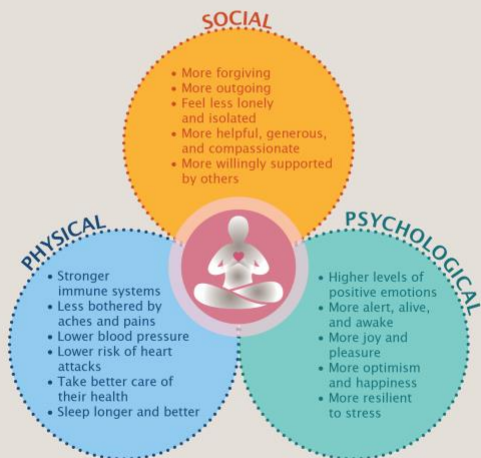 SOCIAL
• More forgiving
• More outgoing
• Feel less lonely
and isolated
• More helpful, generous,
and compassionate
• More willingly supported
by others
PHYSICAL
• Stronger
immune systems
• Less bothered by
aches and pains
• Lower blood pressure
• Lower risk of heart
attacks
• Take better care of
their health
• Sleep longer and better
PSYCHOLOGICAL
• Higher levels of
positive emotions
• More alert, alive,
and awake
• More joy and
pleasure
• More optimism
and happiness
• More resilient
to stress